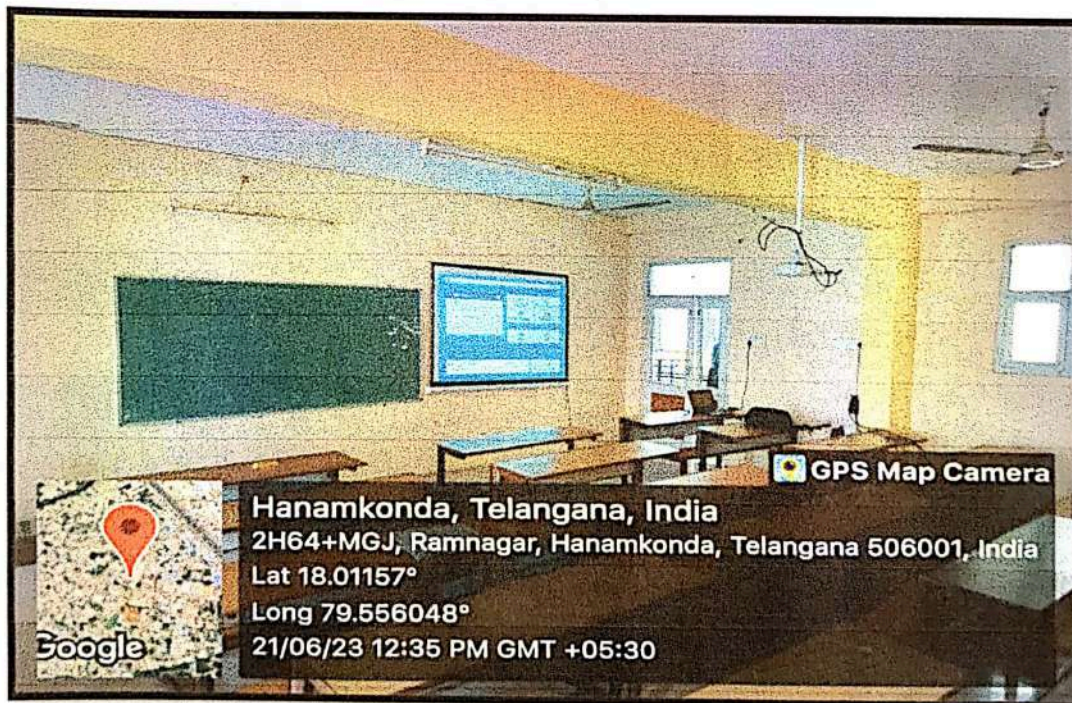 GPS Map Camera
Hanamkonda, Telangana, India
2H64+MGJ, Ramnagar, Hanamkonda, Telangana 506001, India
Lat 18.01157°
Long 79.556048°
21/06/23 12:35 PM GMT +05:30
Google